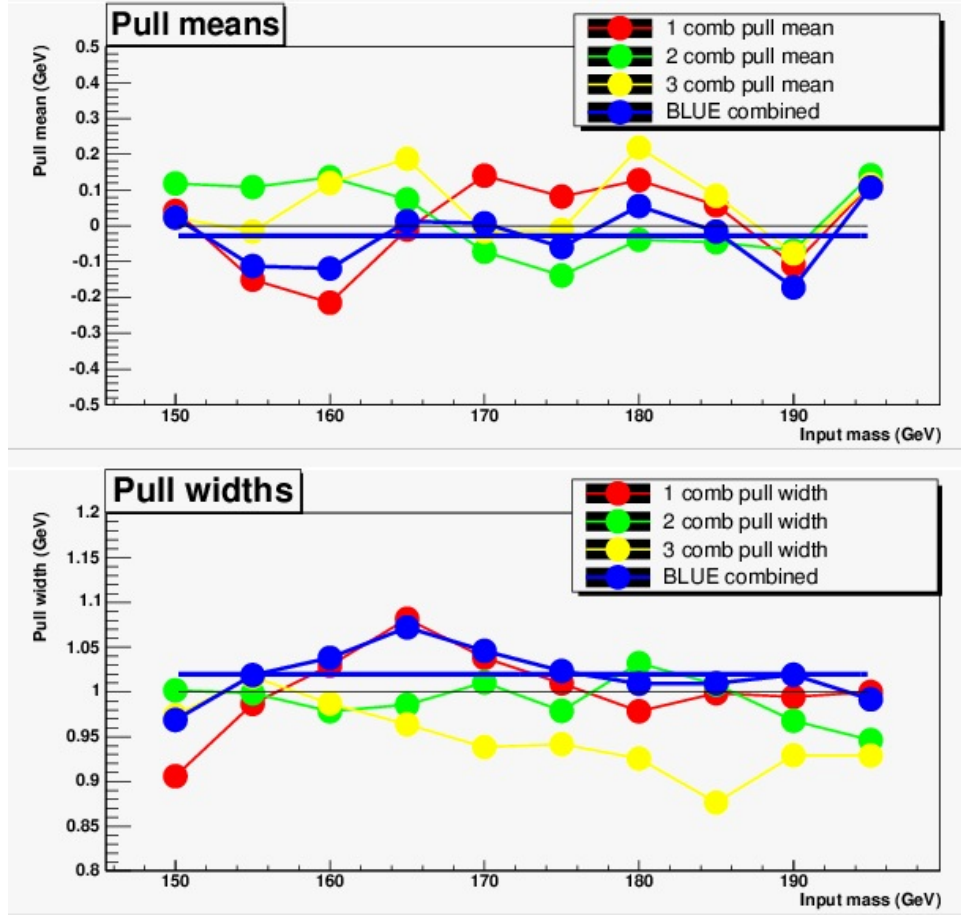 Pull means
1 comb pull mean
2 comb pull mean
3 comb pull mean
BLUE combined
Pull mean (GeV)
0.5
0.4
0.3
0.2
0.1
0
-0.1
-0.2
-0.3
-0.4
-0.5
150 160 170 180 190
Input mass (GeV)
Pull widths
1 comb pull width
2 comb pull width
3 comb pull width
BLUE combined
Pull width (GeV)
1.2
1.15
1.1
1.05
1
0.95
0.9
0.85
0.8
150 160 170 180 190
Input mass (GeV)